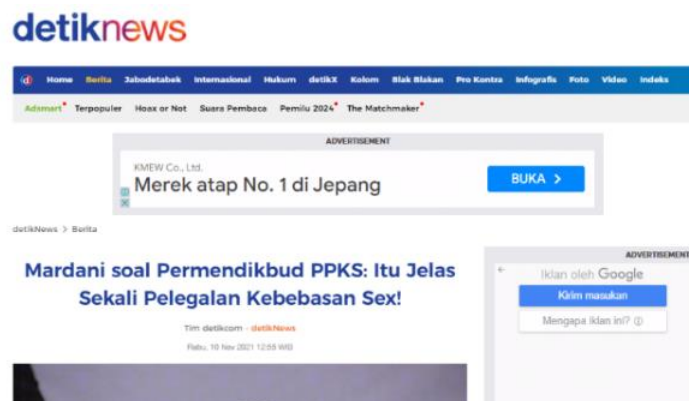 detiknews
d Home Berita Jabodetabek Internasional Hukum detikX Kolom Blak Blakan Pro Kontra Infografis Foto Video Indeks
Adsmart Terpopuler Hoax or Not Suara Pembaca Pemilu 2024 The Matchmaker
ADVERTISEMENT
KMEW Co., Ltd.
Merek atap No. 1 di Jepang
BUKA >
detikNews > Berita
Mardani soal Permendikbud PPKS: Itu Jelas
Sekali Pelegalan Kebebasan Sex!
Tim detikcom - detikNews
Rabu, 10 Nov 2021 12:55 WIB
ADVERTISEMENT
Iklan oleh Google
Kirim masukan
Mengapa iklan ini?